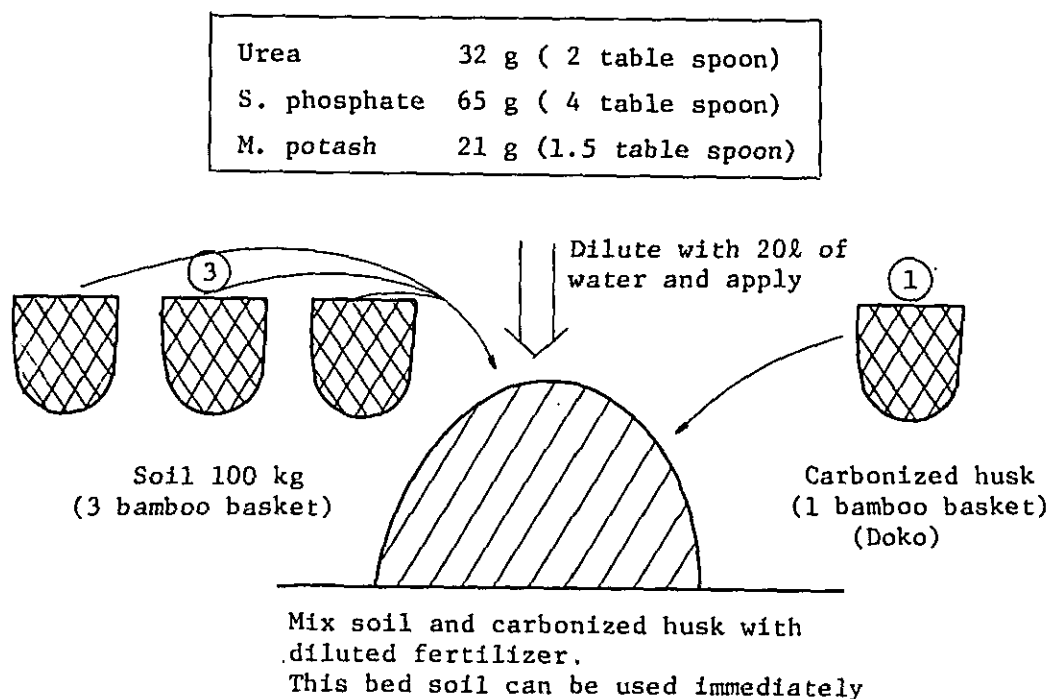 Urea 32 g ( 2 table spoon)
S. phosphate 65 g ( 4 table spoon)
M. potash 21 g (1.5 table spoon)
Dilute with 20ℓ of
water and apply
3
1
Soil 100 kg
(3 bamboo basket)
Carbonized husk
(1 bamboo basket)
(Doko)
Mix soil and carbonized husk with
diluted fertilizer.
This bed soil can be used immediately